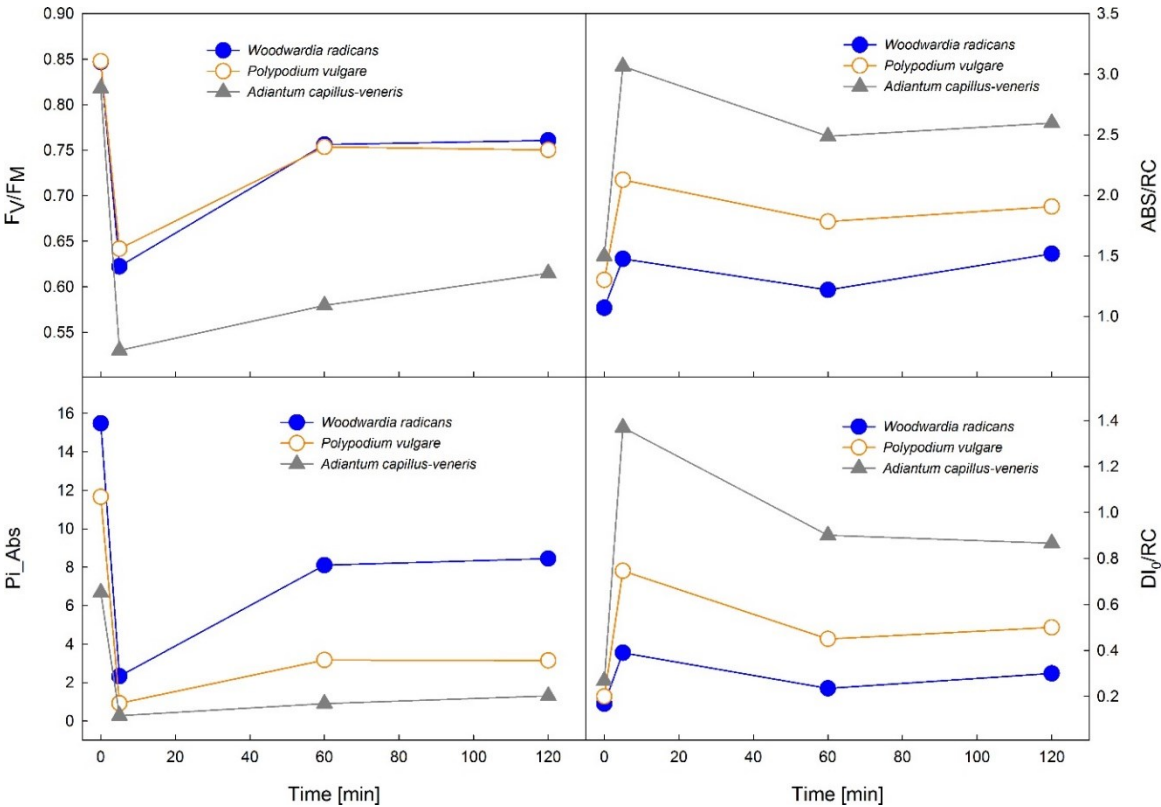 0.90
0.85
0.80
0.75
0.70
0.65
0.60
0.55
FV/FM
Woodwardia radicans
Polypodium vulgare
Adiantum capillus-veneris
Woodwardia radicans
Polypodium vulgare
Adiantum capillus-veneris
3.5
3.0
2.5
2.0
1.5
1.0
ABS/RC
16
14
12
10
8
6
4
2
0
Pi_Abs
Woodwardia radicans
Polypodium vulgare
Adiantum capillus-veneris
Woodwardia radicans
Polypodium vulgare
Adiantum capillus-veneris
1.4
1.2
1.0
0.8
0.6
0.4
0.2
DI0/RC
0 20 40 60 80 100 120
0 20 40 60 80 100 120
Time [min]
Time [min]